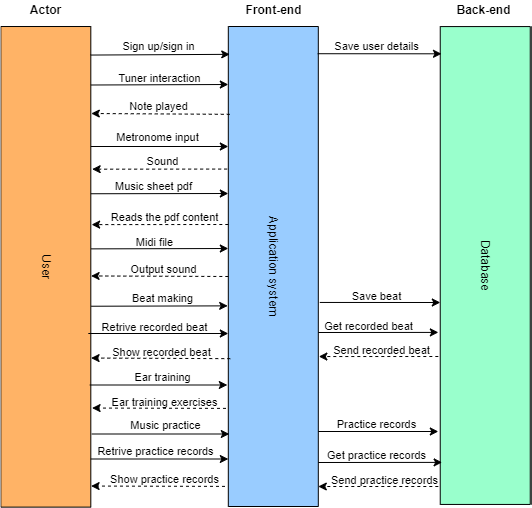 Actor
Front-end
Back-end
Sign up/sign in
Save user details
Tuner interaction
Note played
Metronome input
Sound
Music sheet pdf
Reads the pdf content
Midi file
Output sound
User
Application system
Database
Beat making
Save beat
Retrive recorded beat
Get recorded beat
Show recorded beat
Send recorded beat
Ear training
Ear training exercises
Music practice
Practice records
Retrive practice records
Get practice records
Show practice records
Send practice records